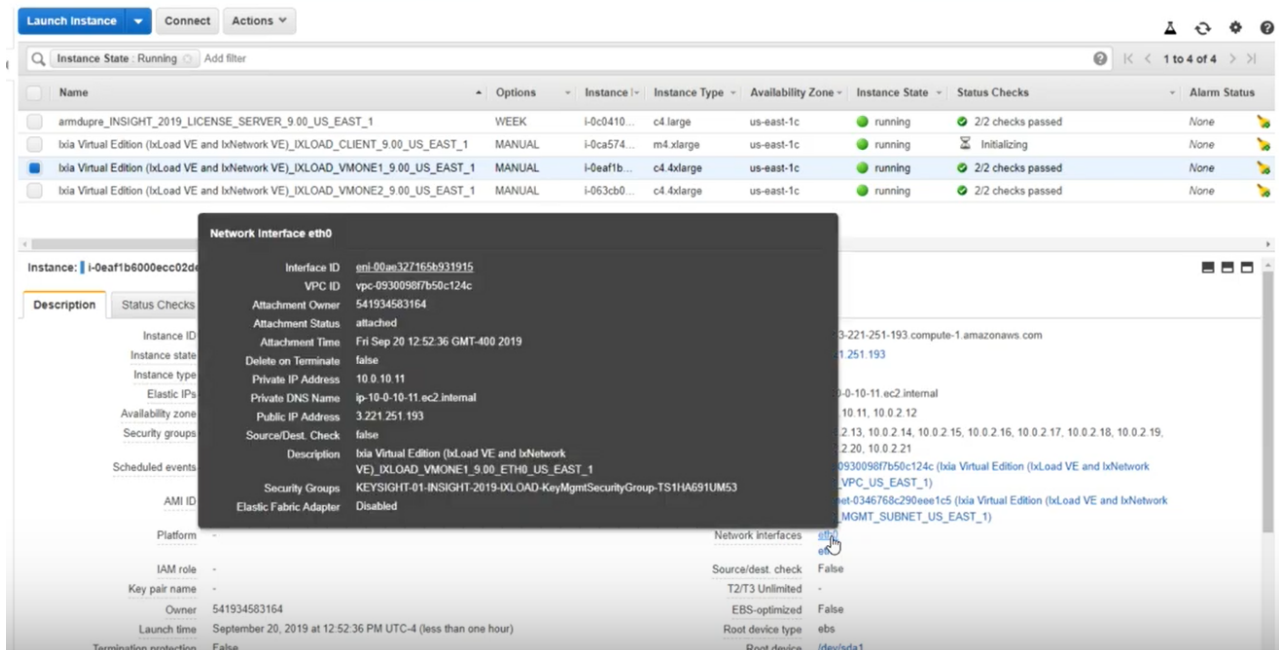 Launch Instance Connect Actions
Instance State : Running Add filter 1 to 4 of 4
Name Options Instance I Instance Type Availability Zone Instance State Status Checks Alarm Status
armdupre_INSIGHT_2019_LICENSE_SERVER_9.00_US_EAST_1 WEEK i-0c0410... c4.large us-east-1c running 2/2 checks passed None
Ixia Virtual Edition (IxLoad VE and IxNetwork VE)_IXLOAD_CLIENT_9.00_US_EAST_1 MANUAL i-0ca574... m4.xlarge us-east-1c running Initializing None
Ixia Virtual Edition (IxLoad VE and IxNetwork VE)_IXLOAD_VMONE1_9.00_US_EAST_1 MANUAL i-0eaf1b... c4.4xlarge us-east-1c running 2/2 checks passed None
Ixia Virtual Edition (IxLoad VE and IxNetwork VE)_IXLOAD_VMONE2_9.00_US_EAST_1 MANUAL i-063cb0... c4.4xlarge us-east-1c running 2/2 checks passed None
Network Interface eth0
Interface ID eni-00ae327165b931915
VPC ID vpc-0930098f7b50c124c
Attachment Owner 541934583164
Attachment Status attached
Attachment Time Fri Sep 20 12:52:36 GMT-400 2019
Delete on Terminate false
Private IP Address 10.0.10.11
Private DNS Name ip-10-0-10-11.ec2.internal
Public IP Address 3.221.251.193
Source/Dest. Check false
Description Ixia Virtual Edition (IxLoad VE and IxNetwork
VE)_IXLOAD_VMONE1_9.00_ETH0_US_EAST_1
Security Groups KEYSIGHT-01-INSIGHT-2019-IXLOAD-KeyMgmtSecurityGroup-TS1HA691UM53
Elastic Fabric Adapter Disabled
Instance: i-0eaf1b6000ecc02de
Description Status Checks
Instance ID 3-221-251-193.compute-1.amazonaws.com
Instance state 1.251.193
Instance type
Elastic IPs 0-0-10-11.ec2.internal
Availability zone .10.11, 10.0.2.12
Security groups .2.13, 10.0.2.14, 10.0.2.15, 10.0.2.16, 10.0.2.17, 10.0.2.18, 10.0.2.19,
.2.20, 10.0.2.21
Scheduled events 0930098f7b50c124c (Ixia Virtual Edition (IxLoad VE and IxNetwork
_VPC_US_EAST_1)
AMI ID net-0346768c290eee1c5 (Ixia Virtual Edition (IxLoad VE and IxNetwork
_MGMT_SUBNET_US_EAST_1)
Platform - Network interfaces eth0
IAM role - Source/dest. check False
Key pair name - T2/T3 Unlimited -
Owner 541934583164 EBS-optimized False
Launch time September 20, 2019 at 12:52:36 PM UTC-4 (less than one hour) Root device type ebs
Termination protection False Root device /dev/sda1